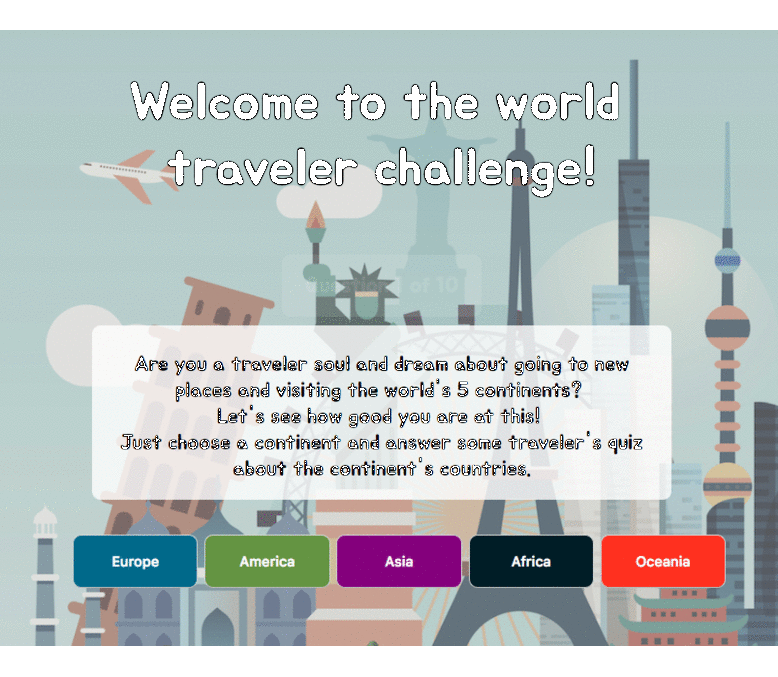 Welcome to the world
traveler challenge!
Question 1 of 10
Are you a traveler soul and dream about going to new
places and visiting the world's 5 continents?
Let's see how good you are at this!
Just choose a continent and answer some traveler's quiz
about the continent's countries.
Europe
America
Asia
Africa
Oceania